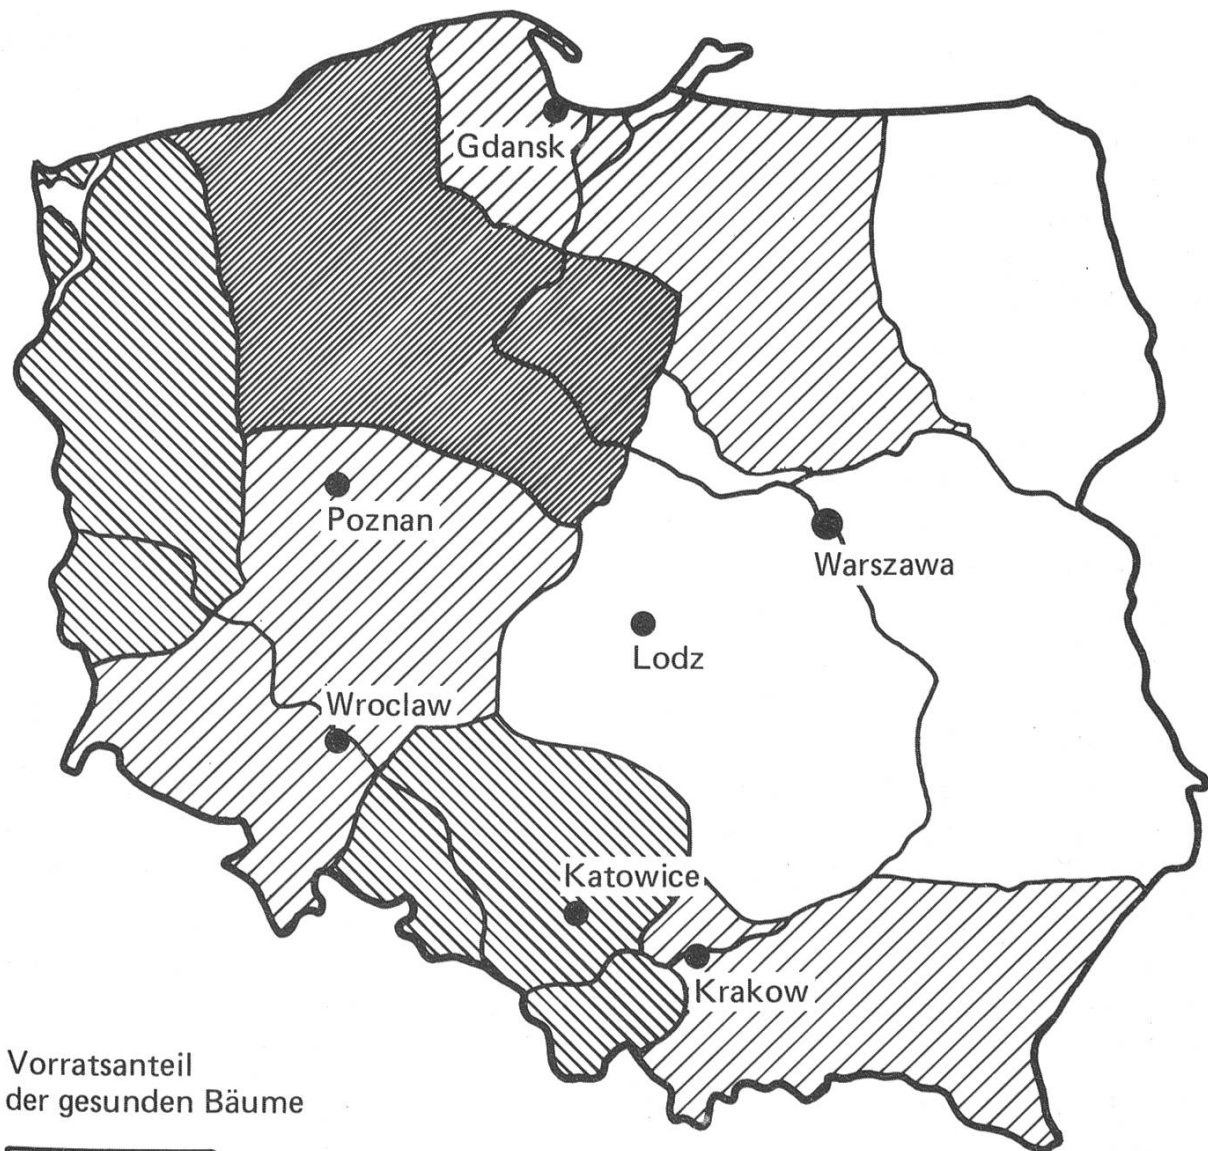 Gdansk
Poznan
Warszawa
Lodz
Wroclaw
Katowice
Krakow
Vorratsanteil
der gesunden Bäume